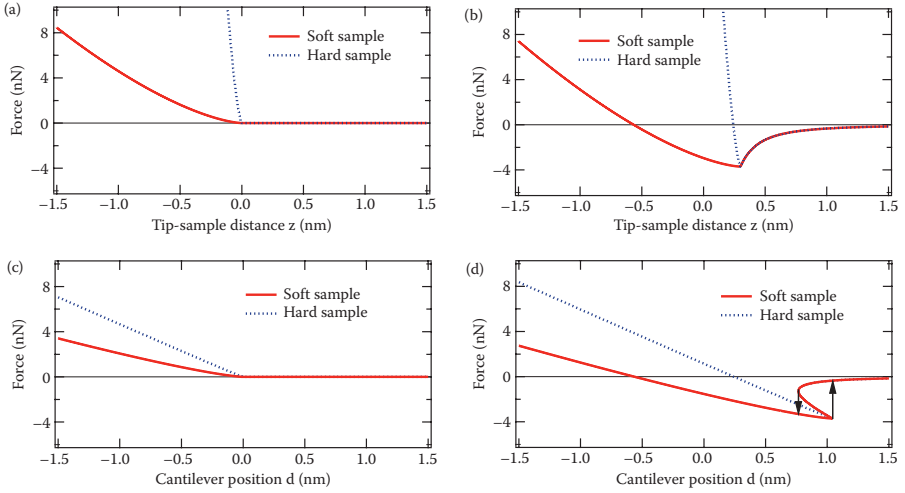 (a)
Soft sample
Hard sample
8
4
0
−4
Force (nN)
−1.5 −1.0 −0.5 0.0 0.5 1.0 1.5
Tip-sample distance z (nm)
(b)
Soft sample
Hard sample
8
4
0
−4
Force (nN)
−1.5 −1.0 −0.5 0.0 0.5 1.0 1.5
Tip-sample distance z (nm)
(c)
Soft sample
Hard sample
8
4
0
−4
Force (nN)
−1.5 −1.0 −0.5 0.0 0.5 1.0 1.5
Cantilever position d (nm)
(d)
Soft sample
Hard sample
8
4
0
−4
Force (nN)
−1.5 −1.0 −0.5 0.0 0.5 1.0 1.5
Cantilever position d (nm)